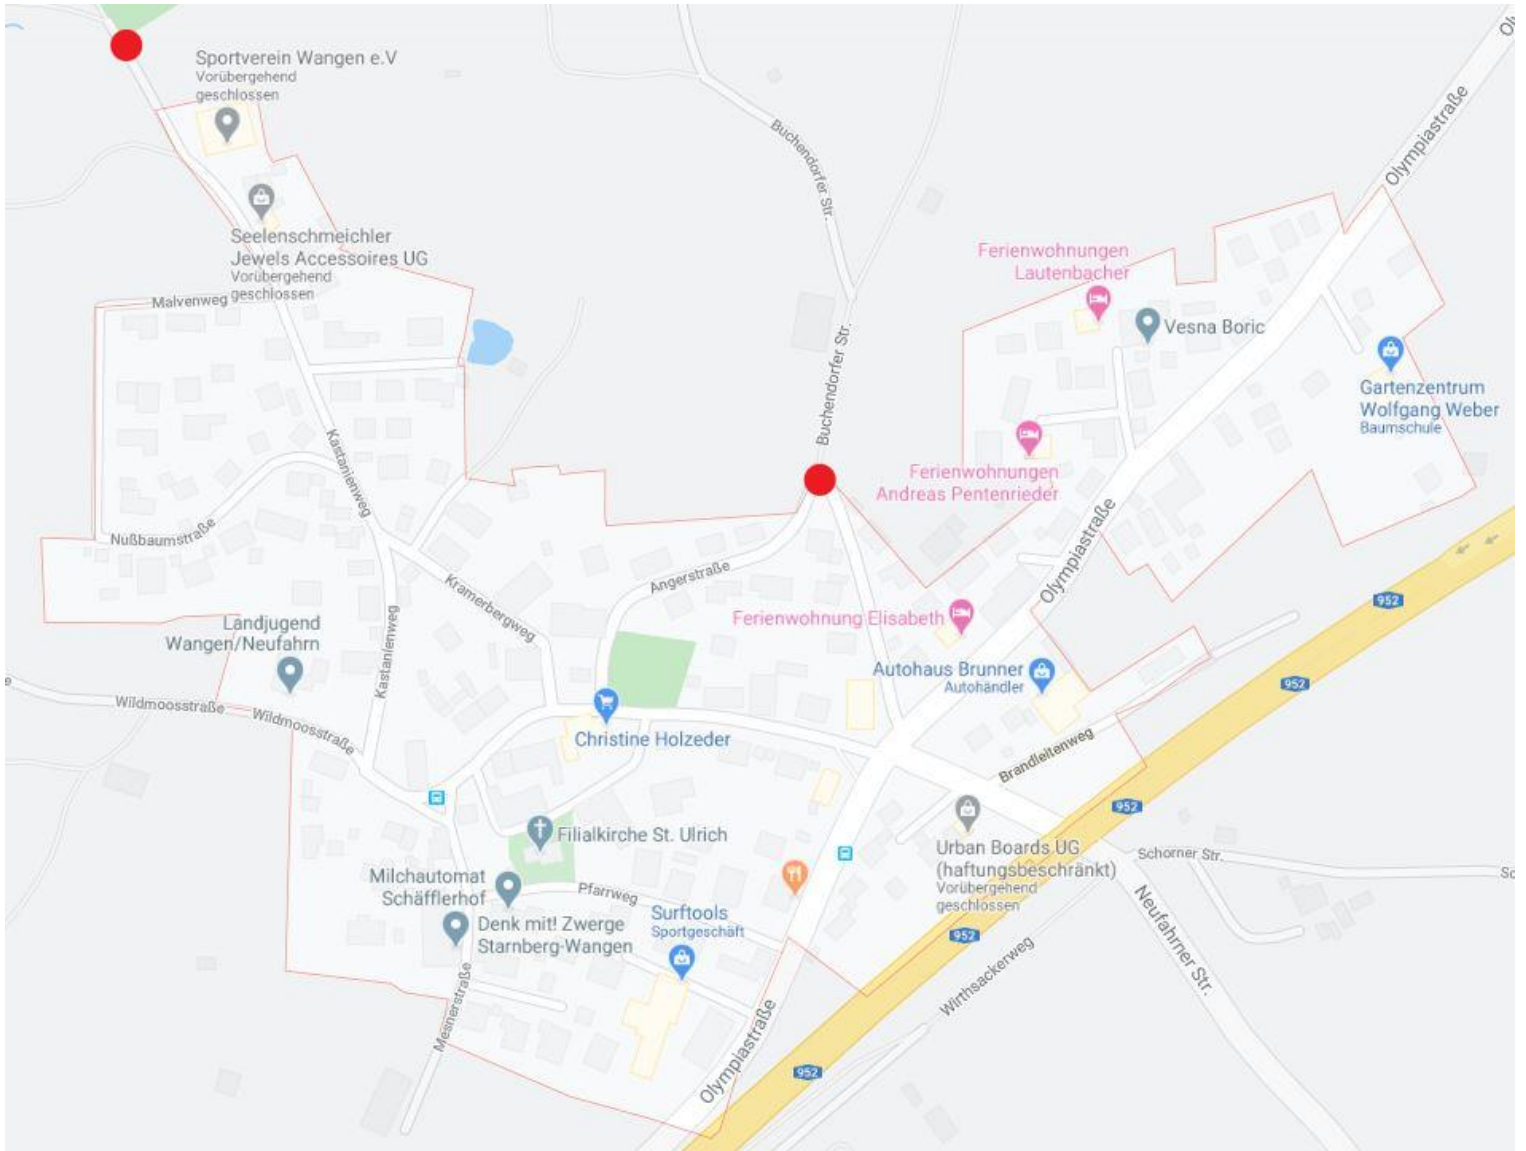 Sportverein Wangen e.V
Vorübergehend
geschlossen
Seelenschmeichler
Jewels Accessoires UG
Vorübergehend
geschlossen
Malvenweg
Buchendorfer Str.
Buchendorfer Str.
Olympiastraße
Ferienwohnungen
Lautenbacher
Vesna Boric
Gartenzentrum
Wolfgang Weber
Baumschule
Ferienwohnungen
Andreas Pentenrieder
Kastanienweg
Nußbaumstraße
Kramerbergweg
Angerstraße
Olympiastraße
952
Ferienwohnung Elisabeth
Landjugend
Wangen/Neufahrn
Kastanienweg
Autohaus Brunner
Autohändler
952
Wildmoosstraße
Wildmoosstraße
Christine Holzeder
Brandleitenweg
952
Filialkirche St. Ulrich
Urban Boards UG
(haftungsbeschränkt)
Vorübergehend
geschlossen
Schorner Str.
Milchautomat
Schäfflerhof
Pfarrweg
Denk mit! Zwerge
Starnberg-Wangen
Surftools
Sportgeschäft
952
Neufahrner Str.
Wirthsackerweg
Mesnerstraße
Olympiastraße
952